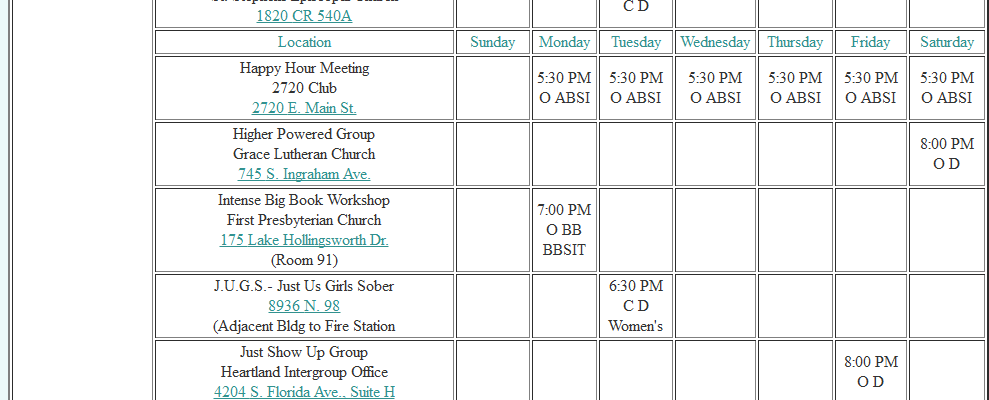 1820 CR 540A
C D
Location Sunday Monday Tuesday Wednesday Thursday Friday Saturday
Happy Hour Meeting
2720 Club
2720 E. Main St.
5:30 PM 5:30 PM 5:30 PM 5:30 PM 5:30 PM 5:30 PM
O ABSI O ABSI O ABSI O ABSI O ABSI O ABSI
Higher Powered Group
Grace Lutheran Church
745 S. Ingraham Ave.
8:00 PM
O D
Intense Big Book Workshop
First Presbyterian Church
175 Lake Hollingsworth Dr.
(Room 91)
7:00 PM
O BB
BBSIT
J.U.G.S.- Just Us Girls Sober
8936 N. 98
(Adjacent Bldg to Fire Station
6:30 PM
C D
Women's
Just Show Up Group
Heartland Intergroup Office
4204 S. Florida Ave., Suite H
8:00 PM
O D